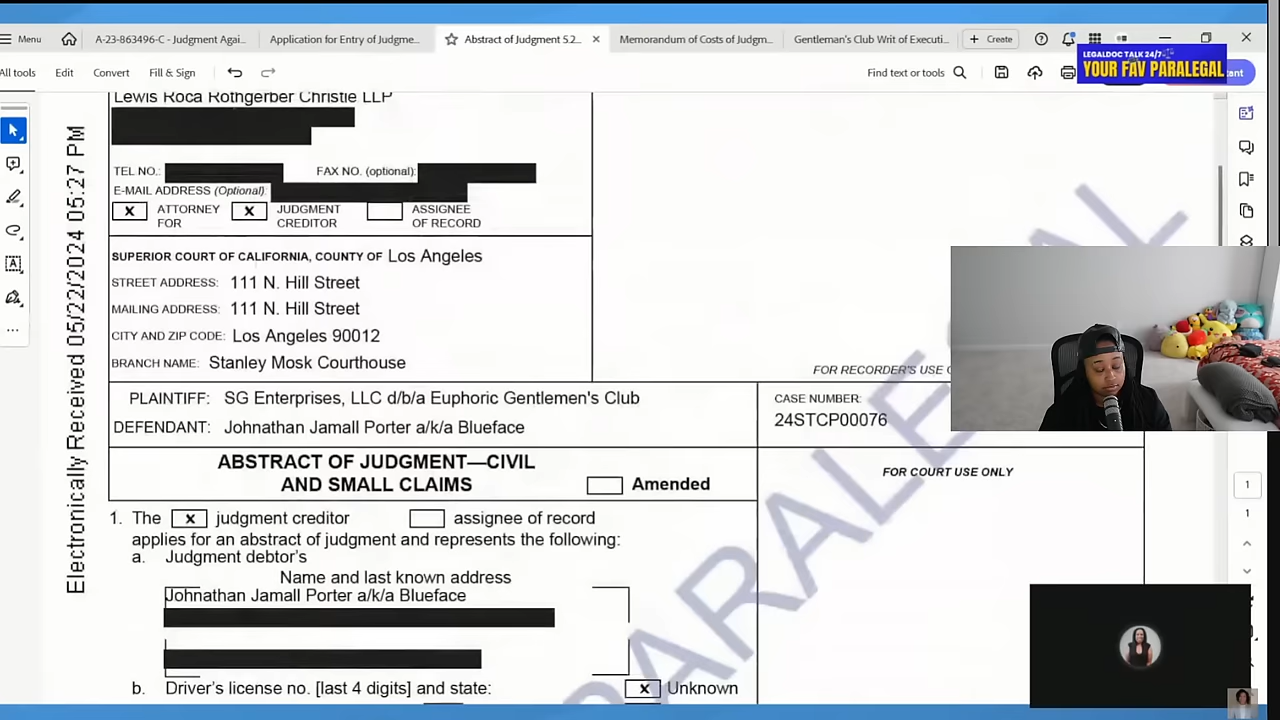 Menu
A-23-863496-C - Judgment Agai...
Application for Entry of Judgme...
Abstract of Judgment 5.2...
Memorandum of Costs of Judgm...
Gentleman's Club Writ of Executi...
Create
All tools
Edit
Convert
Fill & Sign
Find text or tools
LEGALDOC TALK 24/7
YOUR FAV PARALEGAL
Electronically Received 05/22/2024 05:27 PM
Lewis Roca Rothgerber Christie LLP
TEL NO.: FAX NO. (optional):
E-MAIL ADDRESS (Optional):
X ATTORNEY FOR X JUDGMENT CREDITOR ASSIGNEE OF RECORD
SUPERIOR COURT OF CALIFORNIA, COUNTY OF Los Angeles
STREET ADDRESS: 111 N. Hill Street
MAILING ADDRESS: 111 N. Hill Street
CITY AND ZIP CODE: Los Angeles 90012
BRANCH NAME: Stanley Mosk Courthouse
FOR RECORDER'S USE
PLAINTIFF: SG Enterprises, LLC d/b/a Euphoric Gentlemen's Club
DEFENDANT: Johnathan Jamall Porter a/k/a Blueface
CASE NUMBER:
24STCP00076
ABSTRACT OF JUDGMENT—CIVIL
AND SMALL CLAIMS
Amended
FOR COURT USE ONLY
1. The X judgment creditor assignee of record
applies for an abstract of judgment and represents the following:
a. Judgment debtor's
Name and last known address
Johnathan Jamall Porter a/k/a Blueface
b. Driver's license no. [last 4 digits] and state: X Unknown
PARALEGAL
1
1